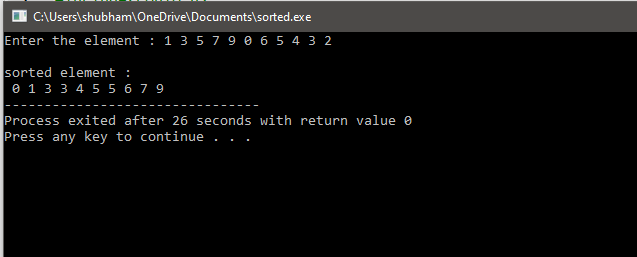 C:\Users\shubham\OneDrive\Documents\sorted.exe
Enter the element : 1 3 5 7 9 0 6 5 4 3 2
sorted element :
0 1 3 3 4 5 5 6 7 9
--------------------------------
Process exited after 26 seconds with return value 0
Press any key to continue . . .